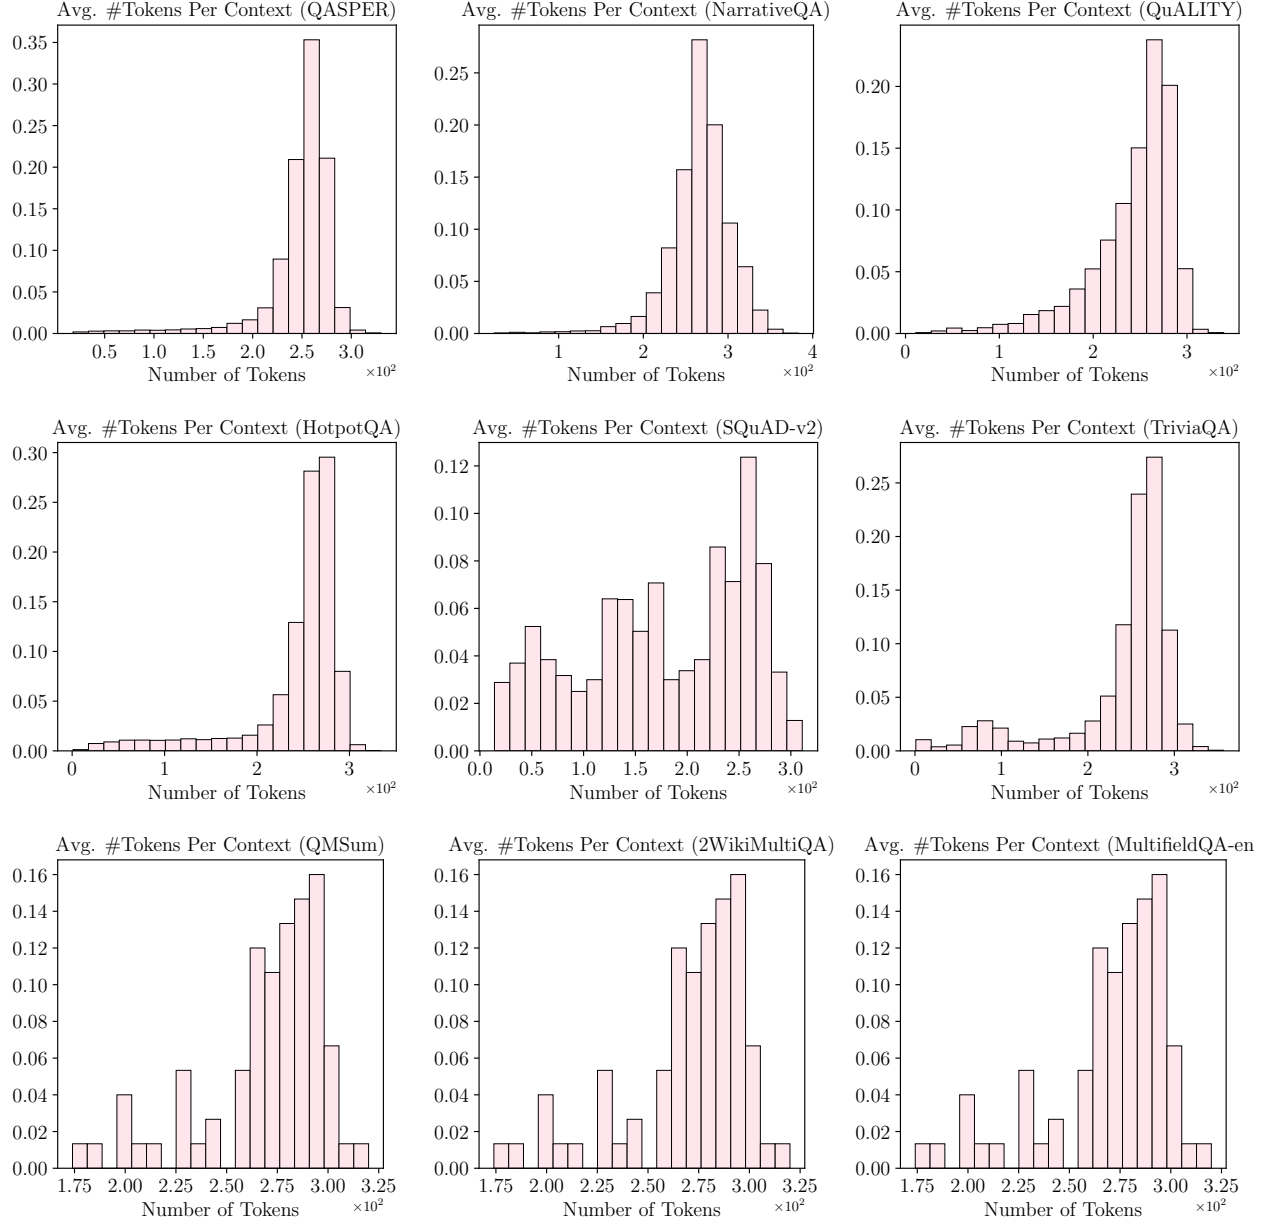 Avg. #Tokens Per Context (QASPER)
0.35
0.30
0.25
0.20
0.15
0.10
0.05
0.00
0.5 1.0 1.5 2.0 2.5 3.0
Number of Tokens ×10²
Avg. #Tokens Per Context (NarrativeQA)
0.25
0.20
0.15
0.10
0.05
0.00
1 2 3 4
Number of Tokens ×10²
Avg. #Tokens Per Context (QuALITY)
0.20
0.15
0.10
0.05
0.00
0 1 2 3
Number of Tokens ×10²
Avg. #Tokens Per Context (HotpotQA)
0.30
0.25
0.20
0.15
0.10
0.05
0.00
0 1 2 3
Number of Tokens ×10²
Avg. #Tokens Per Context (SQuAD-v2)
0.12
0.10
0.08
0.06
0.04
0.02
0.00
0.0 0.5 1.0 1.5 2.0 2.5 3.0
Number of Tokens ×10²
Avg. #Tokens Per Context (TriviaQA)
0.25
0.20
0.15
0.10
0.05
0.00
0 1 2 3
Number of Tokens ×10²
Avg. #Tokens Per Context (QMSum)
0.16
0.14
0.12
0.10
0.08
0.06
0.04
0.02
0.00
1.75 2.00 2.25 2.50 2.75 3.00 3.25
Number of Tokens ×10²
Avg. #Tokens Per Context (2WikiMultiQA)
0.16
0.14
0.12
0.10
0.08
0.06
0.04
0.02
0.00
1.75 2.00 2.25 2.50 2.75 3.00 3.25
Number of Tokens ×10²
Avg. #Tokens Per Context (MultifieldQA-en
0.16
0.14
0.12
0.10
0.08
0.06
0.04
0.02
0.00
1.75 2.00 2.25 2.50 2.75 3.00 3.25
Number of Tokens ×10²